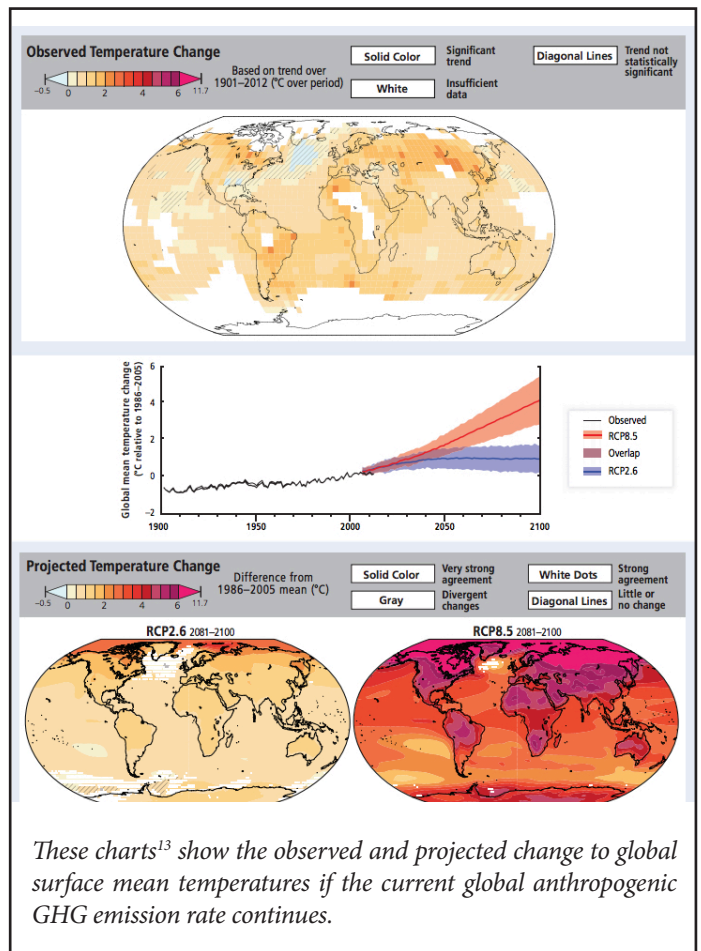 Observed Temperature Change
−0.5 0 2 4 6 11.7
Based on trend over
1901–2012 (°C over period)
Solid Color
Significant
trend
Diagonal Lines
Trend not
statistically
significant
White
Insufficient
data
Global mean temperature change
(°C relative to 1986–2005)
6
4
2
0
−2
1900 1950 2000 2050 2100
Observed
RCP8.5
Overlap
RCP2.6
Projected Temperature Change
−0.5 0 2 4 6 11.7
Difference from
1986–2005 mean (°C)
Solid Color
Very strong
agreement
White Dots
Strong
agreement
Gray
Divergent
changes
Diagonal Lines
Little or
no change
RCP2.6 2081–2100
RCP8.5 2081–2100
These charts¹³ show the observed and projected change to global
surface mean temperatures if the current global anthropogenic
GHG emission rate continues.